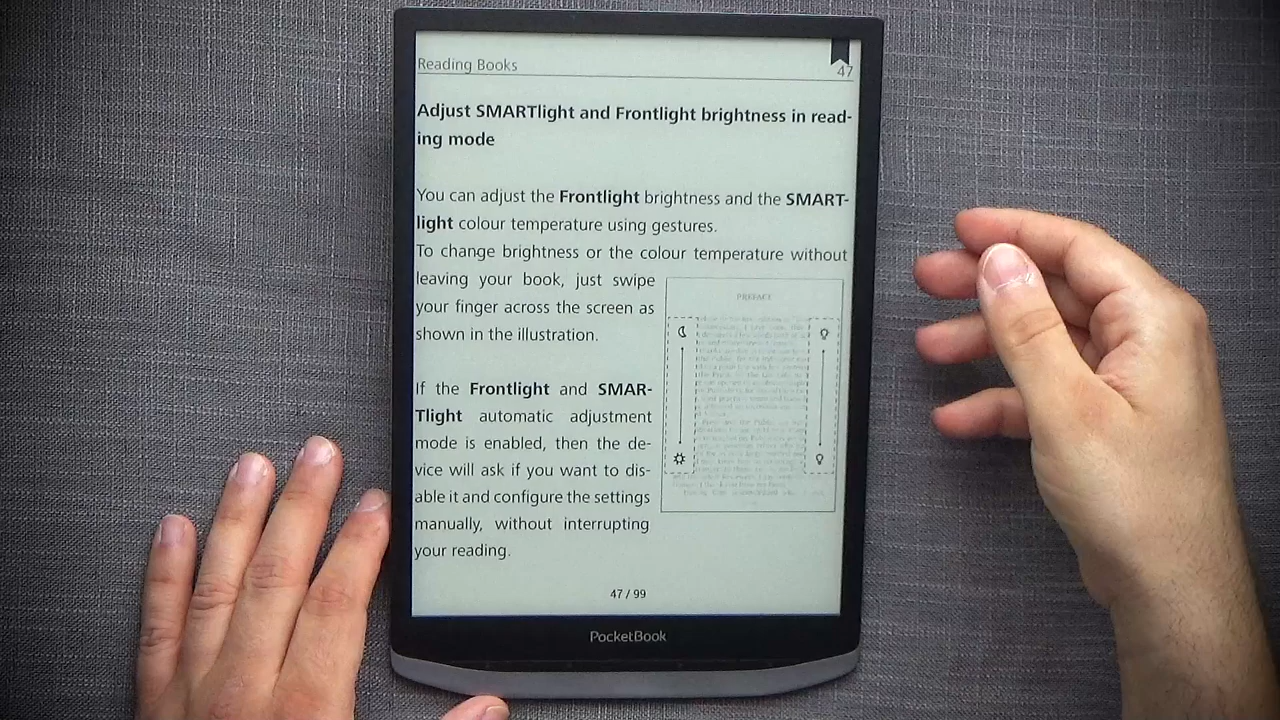 Reading Books
47
Adjust SMARTlight and Frontlight brightness in read-
ing mode
You can adjust the Frontlight brightness and the SMART-
light colour temperature using gestures.
To change brightness or the colour temperature without
leaving your book, just swipe
your finger across the screen as
shown in the illustration.
If the Frontlight and SMAR-
Tlight automatic adjustment
mode is enabled, then the de-
vice will ask if you want to dis-
able it and configure the settings
manually, without interrupting
your reading.
PREFACE
47 / 99
PocketBook